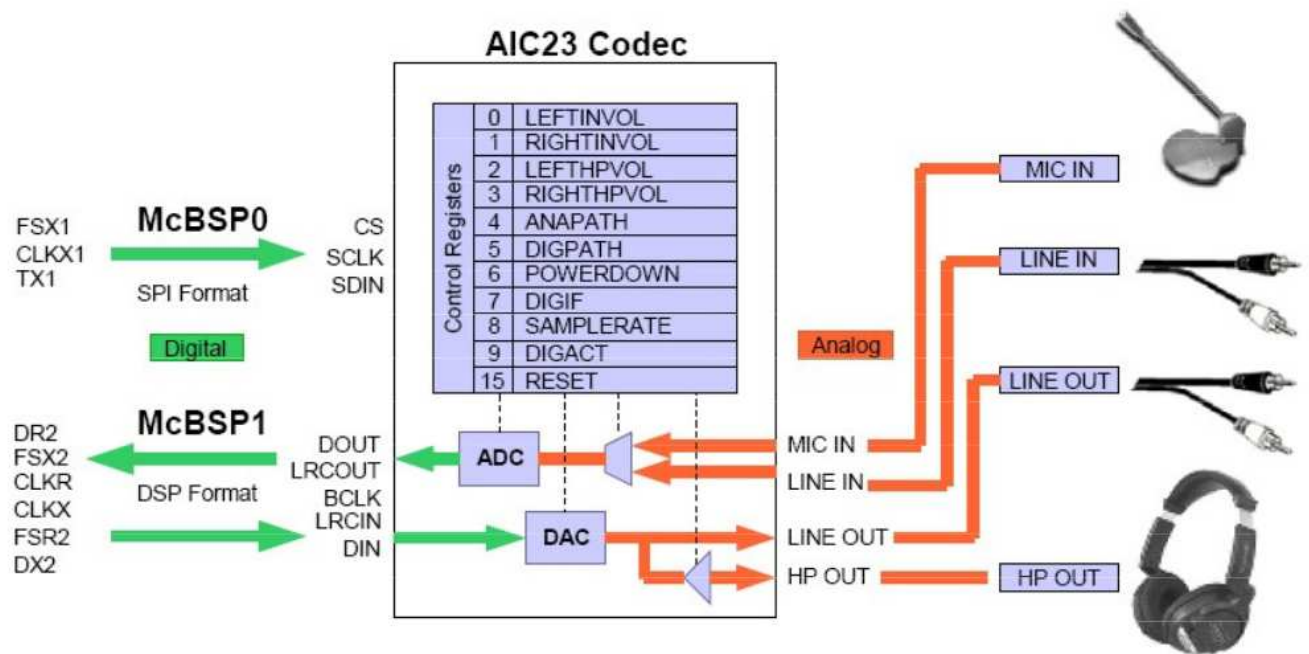 AIC23 Codec
Control Registers
0 LEFTINVOL
1 RIGHTINVOL
2 LEFTHPVOL
3 RIGHTHPVOL
4 ANAPATH
5 DIGPATH
6 POWERDOWN
7 DIGIF
8 SAMPLERATE
9 DIGACT
15 RESET
FSX1
CLKX1
TX1
McBSP0
SPI Format
CS
SCLK
SDIN
Digital
Analog
MIC IN
LINE IN
LINE OUT
HP OUT
DR2
FSX2
CLKR
CLKX
FSR2
DX2
McBSP1
DSP Format
DOUT
LRCOUT
BCLK
LRCIN
DIN
ADC
DAC
MIC IN
LINE IN
LINE OUT
HP OUT